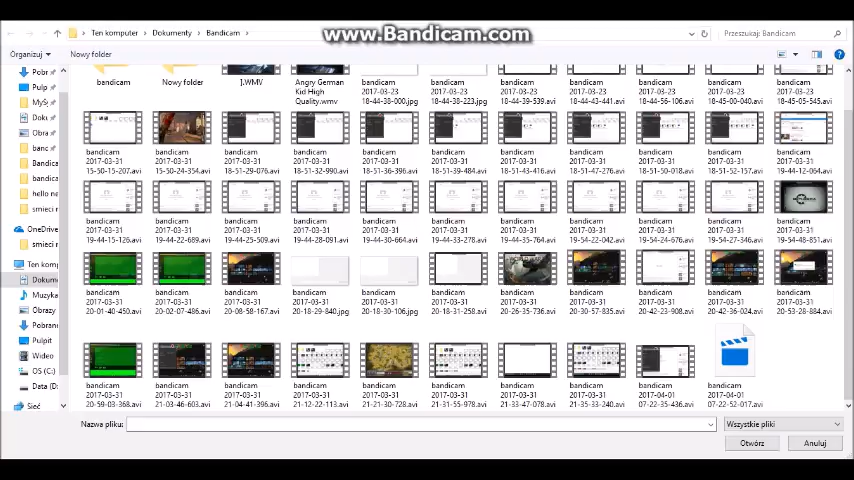 www.Bandicam.com
Ten komputer > Dokumenty > Bandicam >
Przeszukaj: Bandicam
Organizuj
Nowy folder
Pulp
Dokı
Obra
banc
Bandica
bandica
hello ne
smieci r
OneDrive
smieci r
Ten kom
Dokume
Muzyka
Obrazy
Pobrane
Pulpit
Wideo
OS (C:)
Data (D:
Sieć
bandicam
Nowy folder
].WMV
Angry German
Kid High
Quality.wmv
bandicam
2017-03-23
18-44-38-000.jpg
bandicam
2017-03-23
18-44-38-223.jpg
bandicam
2017-03-23
18-44-39-539.avi
bandicam
2017-03-23
18-44-43-441.avi
bandicam
2017-03-23
18-44-56-106.avi
bandicam
2017-03-23
18-45-00-040.avi
bandicam
2017-03-23
18-45-05-545.avi
bandicam
2017-03-31
15-50-15-207.avi
bandicam
2017-03-31
15-50-24-354.avi
bandicam
2017-03-31
18-51-29-076.avi
bandicam
2017-03-31
18-51-32-990.avi
bandicam
2017-03-31
18-51-36-396.avi
bandicam
2017-03-31
18-51-39-484.avi
bandicam
2017-03-31
18-51-43-416.avi
bandicam
2017-03-31
18-51-47-276.avi
bandicam
2017-03-31
18-51-50-018.avi
bandicam
2017-03-31
18-51-52-157.avi
bandicam
2017-03-31
19-44-12-064.avi
bandicam
2017-03-31
19-44-15-126.avi
bandicam
2017-03-31
19-44-22-689.avi
bandicam
2017-03-31
19-44-25-509.avi
bandicam
2017-03-31
19-44-28-091.avi
bandicam
2017-03-31
19-44-30-664.avi
bandicam
2017-03-31
19-44-33-278.avi
bandicam
2017-03-31
19-44-35-764.avi
bandicam
2017-03-31
19-54-22-042.avi
bandicam
2017-03-31
19-54-24-676.avi
bandicam
2017-03-31
19-54-27-346.avi
bandicam
2017-03-31
19-54-48-851.avi
bandicam
2017-03-31
20-01-40-450.avi
bandicam
2017-03-31
20-02-07-486.avi
bandicam
2017-03-31
20-08-58-167.avi
bandicam
2017-03-31
20-18-29-840.jpg
bandicam
2017-03-31
20-18-30-106.jpg
bandicam
2017-03-31
20-18-31-258.avi
bandicam
2017-03-31
20-26-35-736.avi
bandicam
2017-03-31
20-30-57-835.avi
bandicam
2017-03-31
20-42-23-908.avi
bandicam
2017-03-31
20-42-36-024.avi
bandicam
2017-03-31
20-53-28-884.avi
bandicam
2017-03-31
20-59-03-368.avi
bandicam
2017-03-31
21-03-46-603.avi
bandicam
2017-03-31
21-04-41-396.avi
bandicam
2017-03-31
21-12-22-113.avi
bandicam
2017-03-31
21-21-30-728.avi
bandicam
2017-03-31
21-31-55-978.avi
bandicam
2017-03-31
21-33-47-078.avi
bandicam
2017-03-31
21-35-33-240.avi
bandicam
2017-04-01
07-22-35-436.avi
bandicam
2017-04-01
07-22-52-017.avi
Nazwa pliku:
Wszystkie pliki
Otwórz
Anuluj